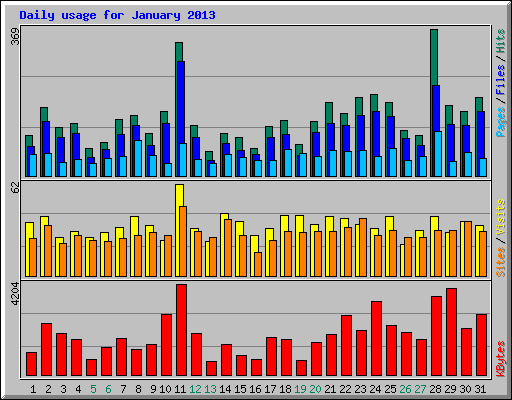 Daily usage for January 2013
369
Pages / Files / Hits
62
Sites / Visits
4204
KBytes
1 2 3 4 5 6 7 8 9 10 11 12 13 14 15 16 17 18 19 20 21 22 23 24 25 26 27 28 29 30 31